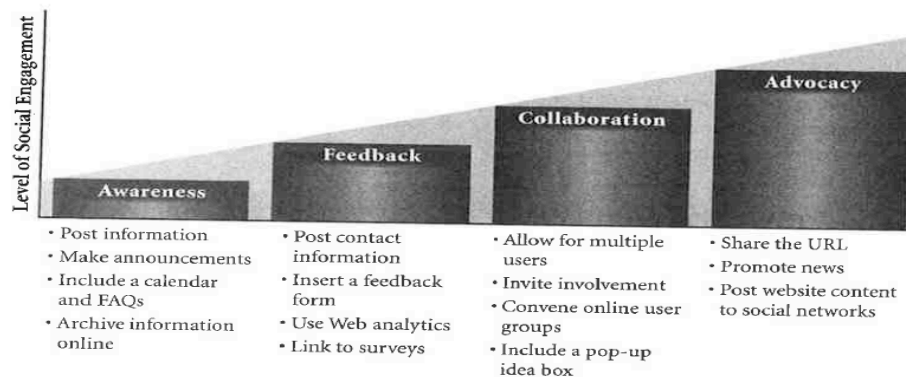 Level of Social Engagement
Awareness
Feedback
Collaboration
Advocacy
• Post information
• Make announcements
• Include a calendar
and FAQs
• Archive information
online
• Post contact
information
• Insert a feedback
form
• Use Web analytics
• Link to surveys
• Allow for multiple
users
• Invite involvement
• Convene online user
groups
• Include a pop-up
idea box
• Share the URL
• Promote news
• Post website content
to social networks